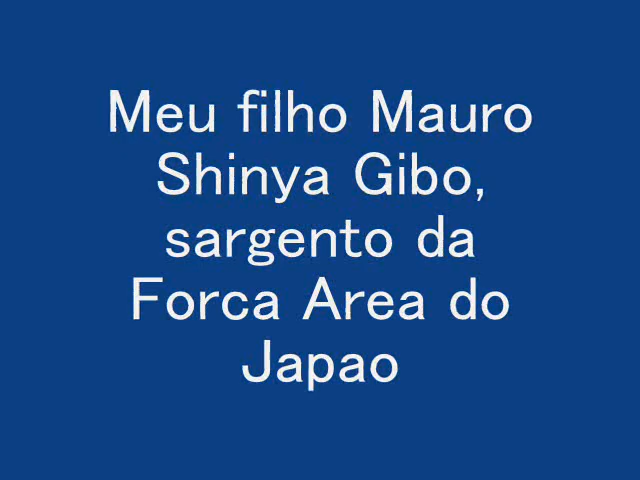 Meu filho Mauro
Shinya Gibo,
sargento da
Forca Area do
Japao